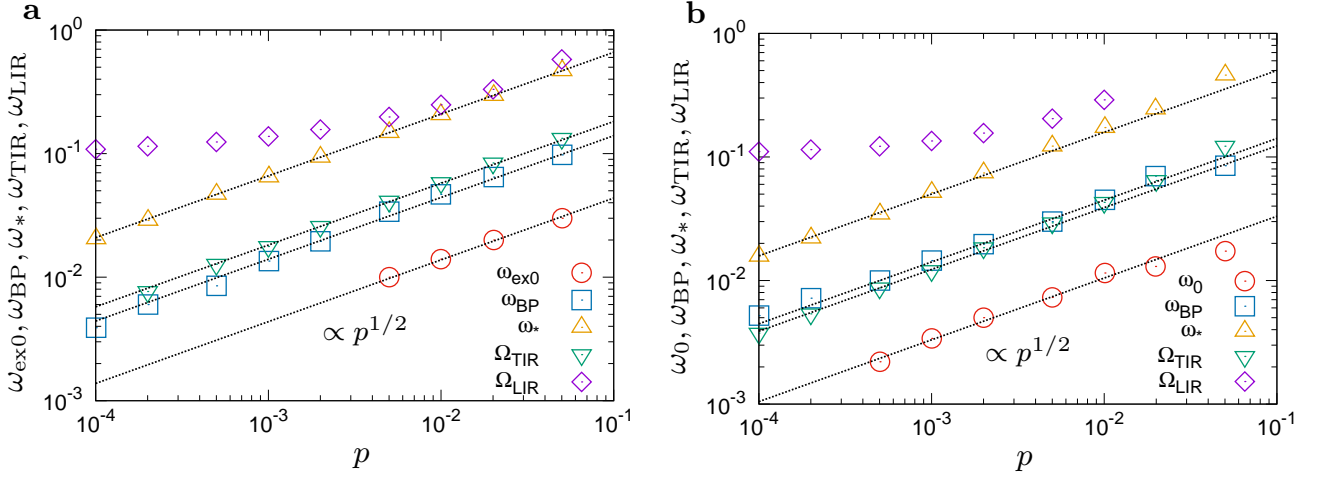 a
ω_ex0, ω_BP, ω_*, ω_TIR, ω_LIR
10^0
10^-1
10^-2
10^-3
10^-4
10^-3
10^-2
10^-1
p
∝ p^1/2
ω_ex0
ω_BP
ω_*
Ω_TIR
Ω_LIR
b
ω_0, ω_BP, ω_*, ω_TIR, ω_LIR
10^0
10^-1
10^-2
10^-3
10^-4
10^-3
10^-2
10^-1
p
∝ p^1/2
ω_0
ω_BP
ω_*
Ω_TIR
Ω_LIR